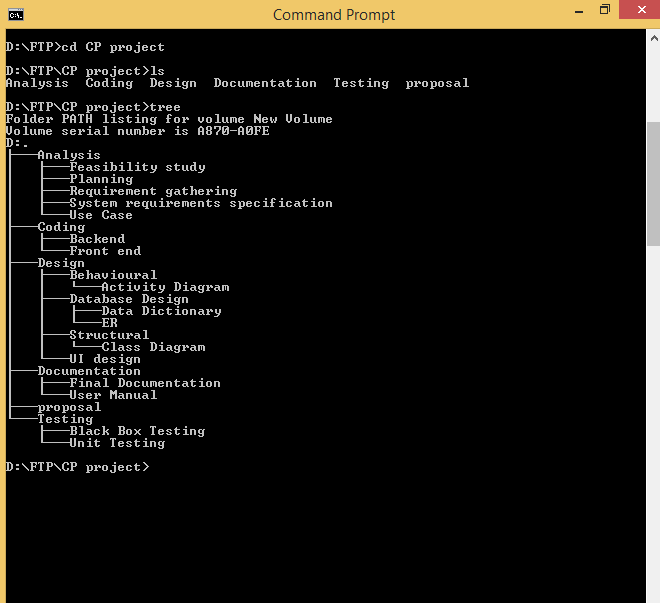 Command Prompt
D:\FTP>cd CP project
D:\FTP\CP project>ls
Analysis  Coding  Design  Documentation  Testing  proposal
D:\FTP\CP project>tree
Folder PATH listing for volume New Volume
Volume serial number is A870-A0FE
D:.
├───Analysis
│   ├───Feasibility study
│   ├───Planning
│   ├───Requirement gathering
│   ├───System requirements specification
│   └───Use Case
├───Coding
│   ├───Backend
│   └───Front end
├───Design
│   ├───Behavioural
│   │   └───Activity Diagram
│   ├───Database Design
│   │   ├───Data Dictionary
│   │   └───ER
│   ├───Structural
│   │   └───Class Diagram
│   └───UI design
├───Documentation
│   ├───Final Documentation
│   └───User Manual
├───proposal
└───Testing
    ├───Black Box Testing
    └───Unit Testing
D:\FTP\CP project>